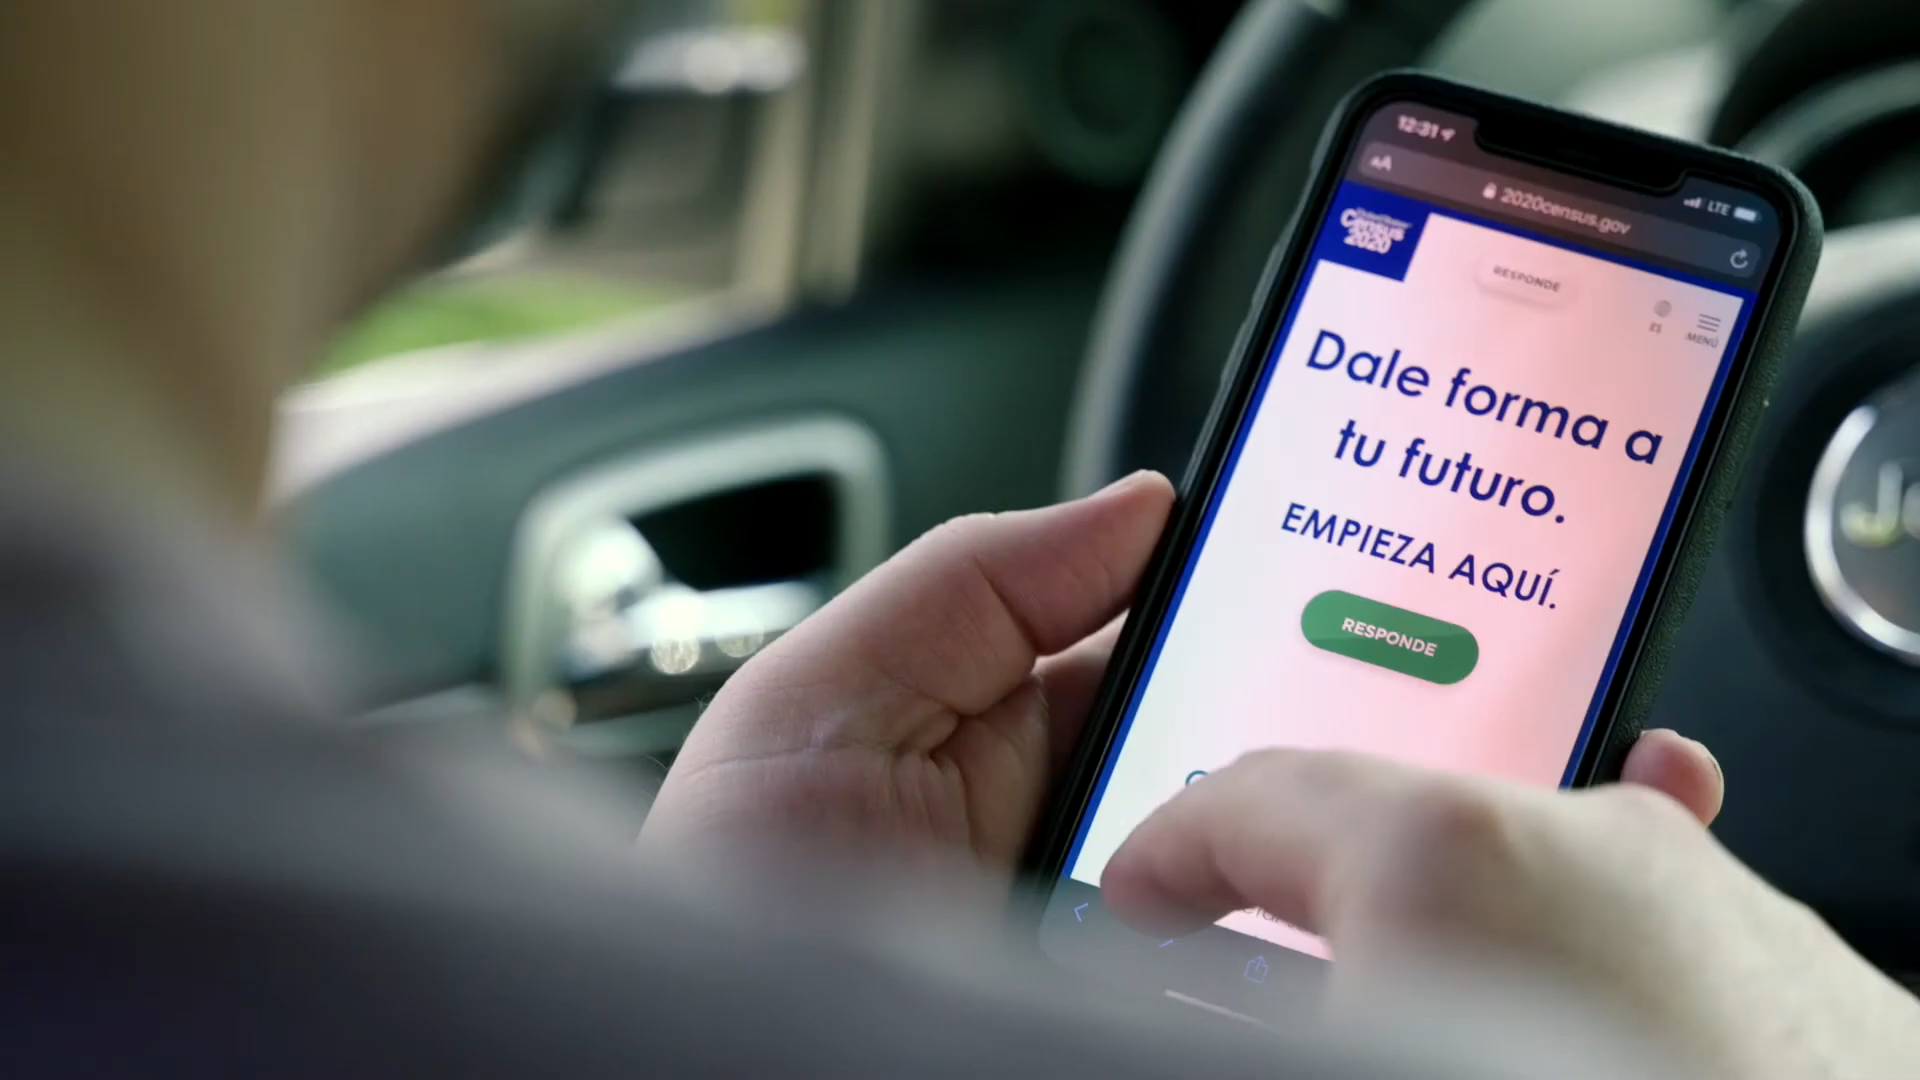 12:31
AA
2020census.gov
LTE
Census
2020
RESPONDE
ES
MENÚ
Dale forma a
tu futuro.
EMPIEZA AQUÍ.
RESPONDE